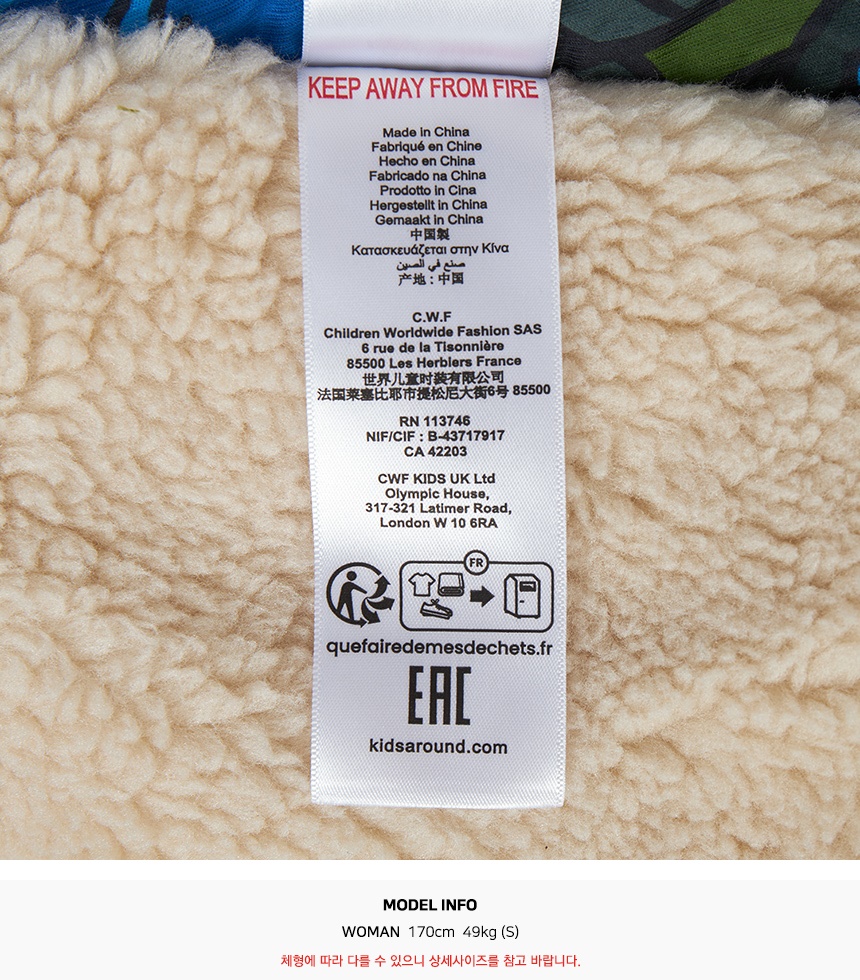 KEEP AWAY FROM FIRE
Made in China
Fabriqué en Chine
Hecho en China
Fabricado na China
Prodotto in Cina
Hergestellt in China
Gemaakt in China
中国製
Κατασκευάζεται στην Κίνα
صنع في الصين
产地 : 中国
C.W.F
Children Worldwide Fashion SAS
6 rue de la Tisonnière
85500 Les Herbiers France
世界儿童时装有限公司
法国莱塞比耶市提松尼大街6号 85500
RN 113746
NIF/CIF : B-43717917
CA 42203
CWF KIDS UK Ltd
Olympic House,
317-321 Latimer Road,
London W 10 6RA
FR
quefairedemesdechets.fr
EAC
kidsaround.com
MODEL INFO
WOMAN 170cm 49kg (S)
체형에 따라 다를 수 있으니 상세사이즈를 참고 바랍니다.